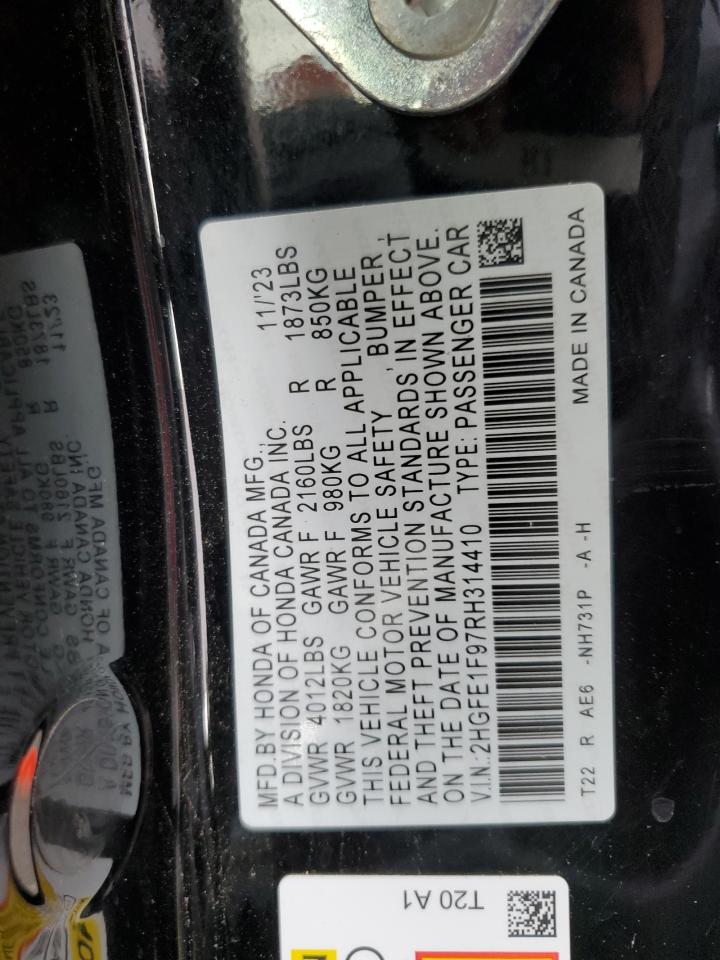 MFD.BY HONDA OF CANADA MFG., 11/'23
A DIVISION OF HONDA CANADA INC.
GVWR 4012LBS GAWR F 2160LBS R 1873LBS
GVWR 1820KG GAWR F 980KG R 850KG
THIS VEHICLE CONFORMS TO ALL APPLICABLE
FEDERAL MOTOR VEHICLE SAFETY , BUMPER ,
AND THEFT PREVENTION STANDARDS IN EFFECT
ON THE DATE OF MANUFACTURE SHOWN ABOVE.
V.I.N.:2HGFE1F97RH314410 TYPE: PASSENGER CAR
T22 R AE6 -NH731P -A -H MADE IN CANADA
T20 A1